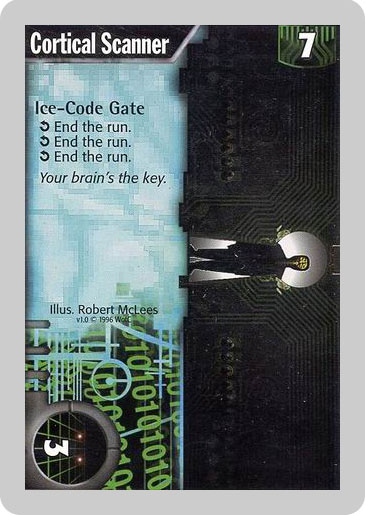 Cortical Scanner
7
Ice-Code Gate
End the run.
End the run.
End the run.
Your brain's the key.
Illus. Robert McLees
v1.0 © 1996 WotC
3